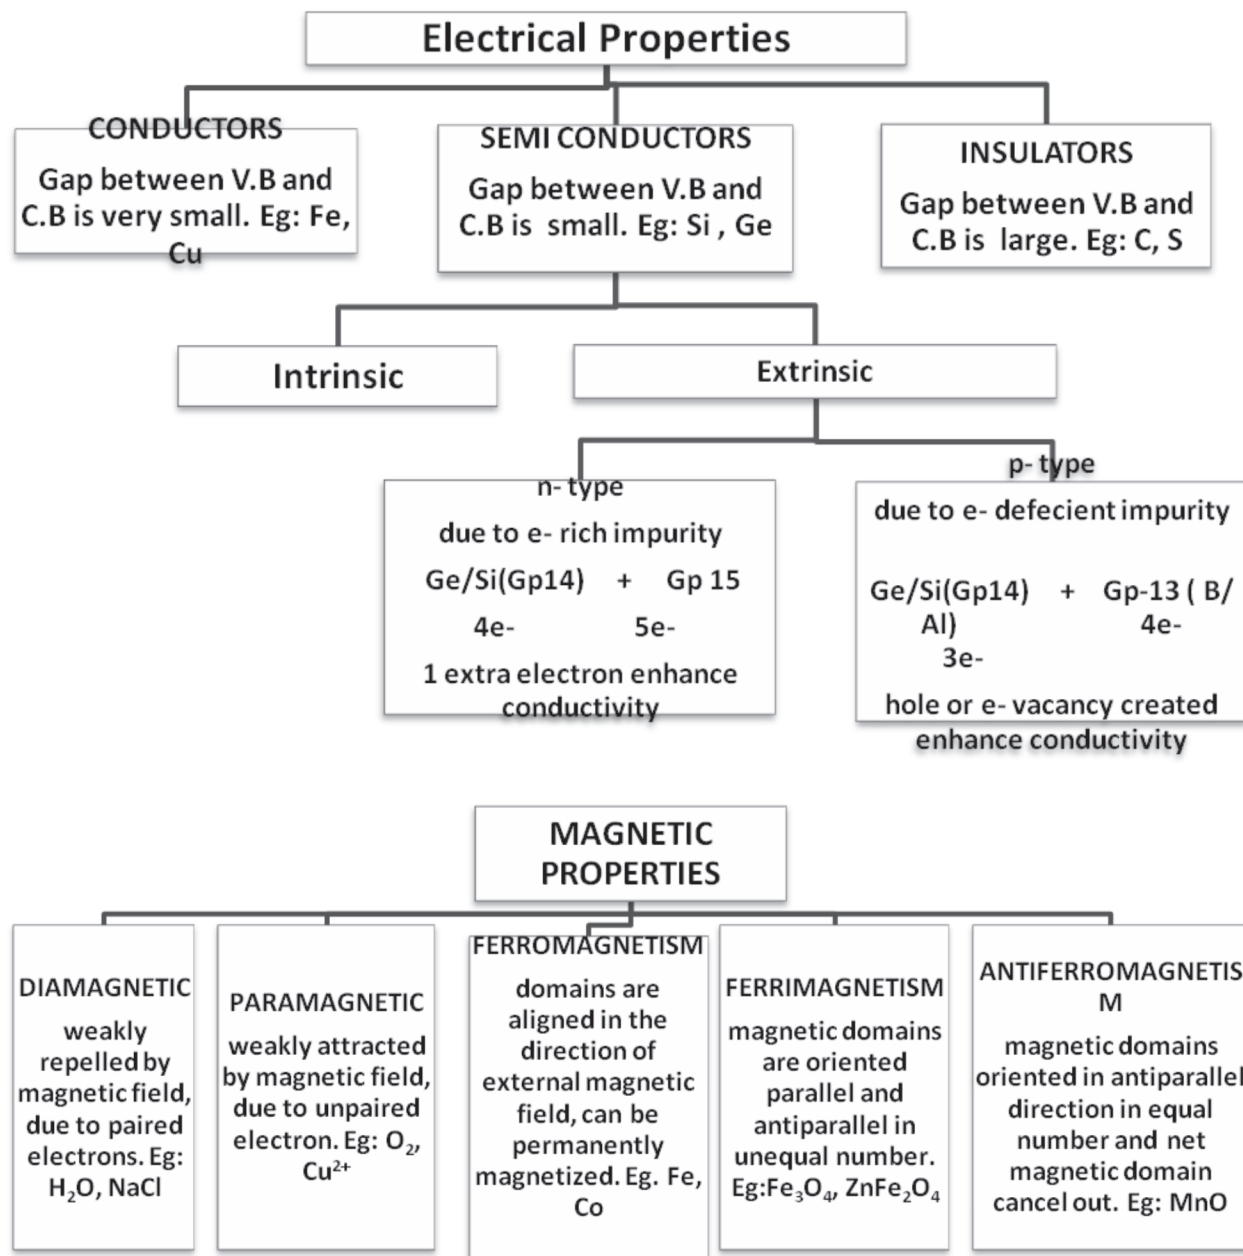 Electrical Properties
CONDUCTORS
Gap between V.B and
C.B is very small. Eg: Fe,
Cu
SEMI CONDUCTORS
Gap between V.B and
C.B is  small. Eg: Si , Ge
INSULATORS
Gap between V.B and
C.B is  large. Eg: C, S
Intrinsic
Extrinsic
n- type
due to e- rich impurity
Ge/Si(Gp14)    +    Gp 15
4e-    5e-
1 extra electron enhance
conductivity
p- type
due to e- defecient impurity
Ge/Si(Gp14)    +    Gp-13 ( B/
Al)    4e-
3e-
hole or e- vacancy created
enhance conductivity
MAGNETIC
PROPERTIES
DIAMAGNETIC
weakly
repelled by
magnetic field,
due to paired
electrons. Eg:
H₂O, NaCl
PARAMAGNETIC
weakly attracted
by magnetic field,
due to unpaired
electron. Eg: O₂,
Cu²⁺
FERROMAGNETISM
domains are
aligned in the
direction of
external magnetic
field, can be
permanently
magnetized. Eg. Fe,
Co
FERRIMAGNETISM
magnetic domains
are oriented
parallel and
antiparallel in
unequal number.
Eg:Fe₃O₄, ZnFe₂O₄
ANTIFERROMAGNETIS
M
magnetic domains
oriented in antiparallel
direction in equal
number and net
magnetic domain
cancel out. Eg: MnO